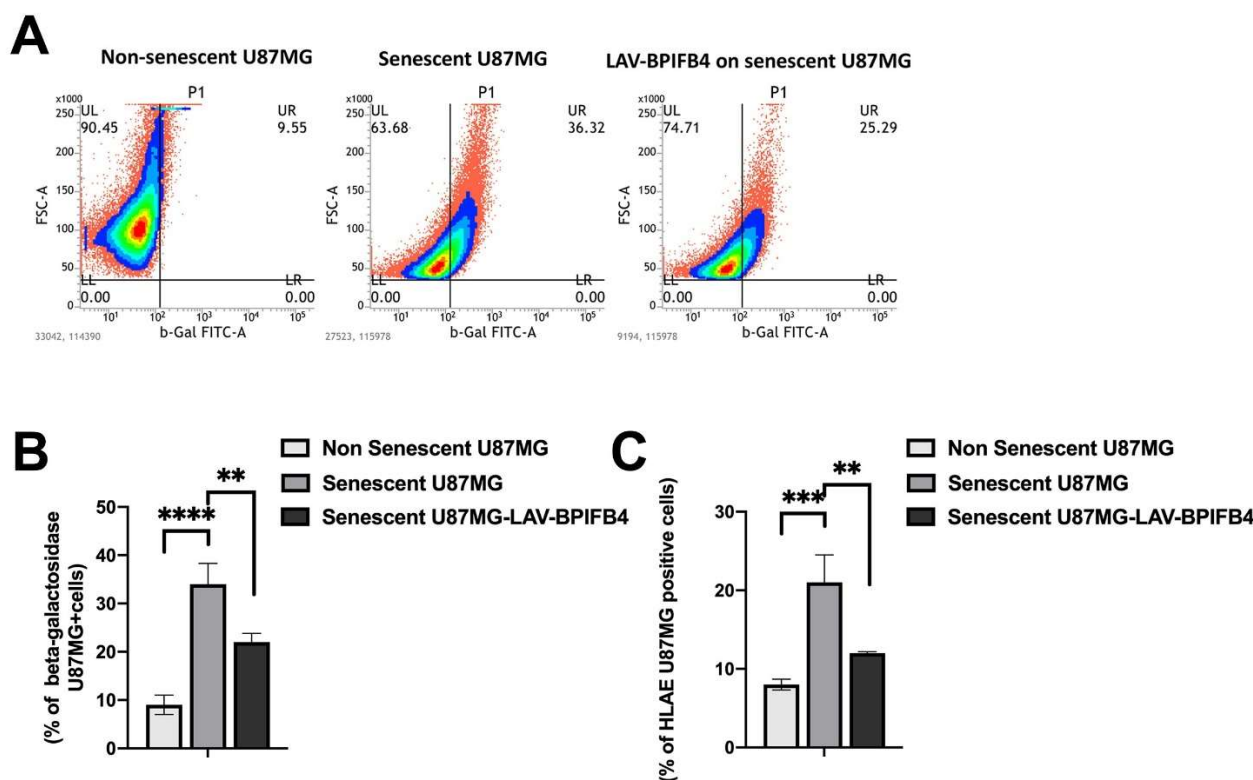 A
Non-senescent U87MG
P1
x1000
UL
90.45
UR
9.55
250
200
150
100
50
0
FSC-A
LL
0.00
LR
0.00
10¹ 10² 10³ 10⁴ 10⁵
b-Gal FITC-A
33042, 114390
Senescent U87MG
P1
x1000
UL
63.68
UR
36.32
250
200
150
100
50
0
FSC-A
LL
0.00
LR
0.00
10¹ 10² 10³ 10⁴ 10⁵
b-Gal FITC-A
27523, 115978
LAV-BPIFB4 on senescent U87MG
P1
x1000
UL
74.71
UR
25.29
250
200
150
100
50
0
FSC-A
LL
0.00
LR
0.00
10¹ 10² 10³ 10⁴ 10⁵
b-Gal FITC-A
9194, 115978
B
Non Senescent U87MG
Senescent U87MG
Senescent U87MG-LAV-BPIFB4
(% of beta-galactosidase
U87MG+cells)
50
40
30
20
10
0
****
**
C
Non Senescent U87MG
Senescent U87MG
Senescent U87MG-LAV-BPIFB4
(% of HLAE U87MG positive cells)
30
20
10
0
***
**